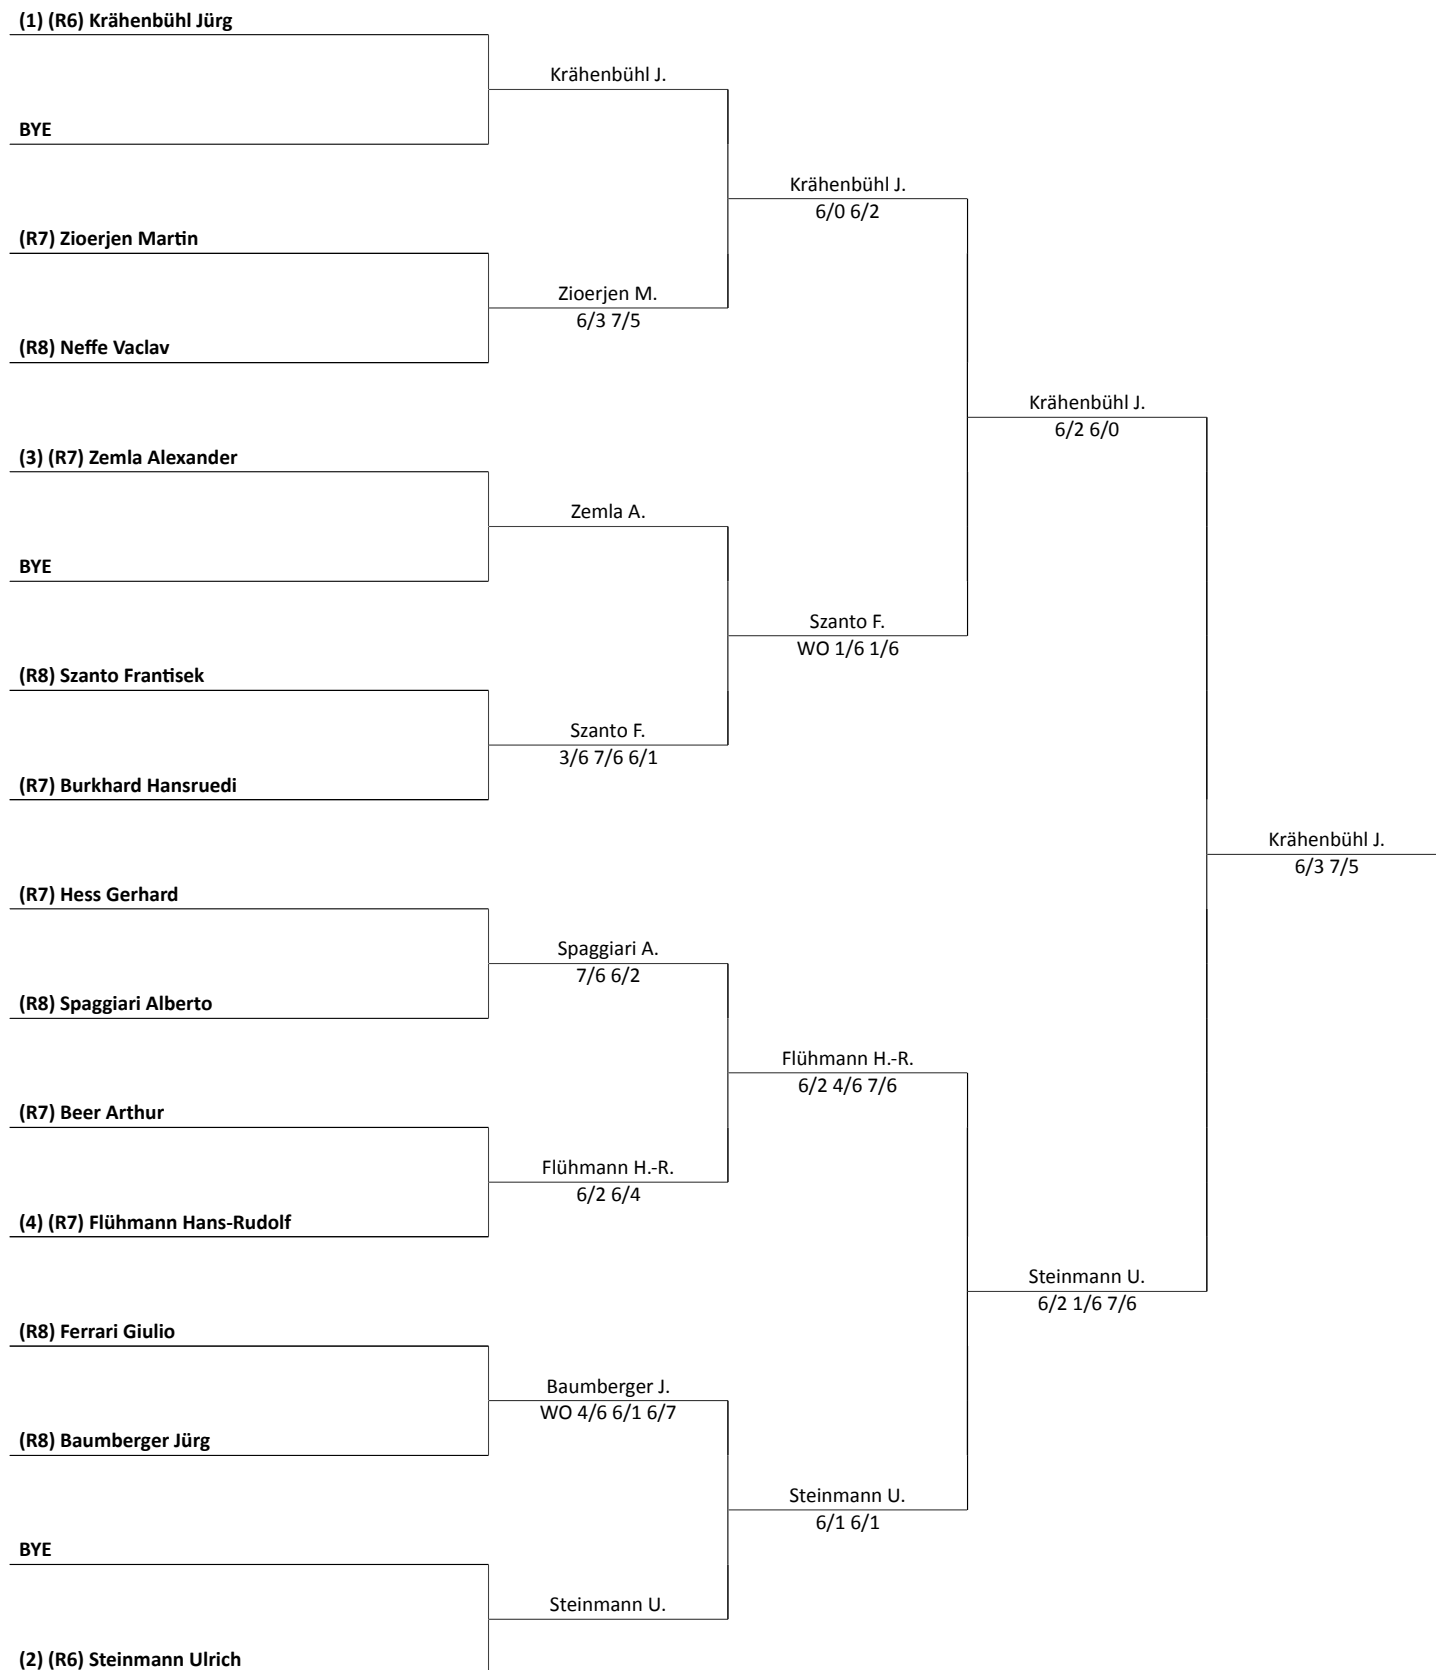 (1) (R6) Krähenbühl Jürg
Krähenbühl J.
BYE
Krähenbühl J.
6/0 6/2
(R7) Zioerjen Martin
Zioerjen M.
6/3 7/5
(R8) Neffe Vaclav
Krähenbühl J.
6/2 6/0
(3) (R7) Zemla Alexander
Zemla A.
BYE
Szanto F.
WO 1/6 1/6
(R8) Szanto Frantisek
Szanto F.
3/6 7/6 6/1
(R7) Burkhard Hansruedi
Krähenbühl J.
6/3 7/5
(R7) Hess Gerhard
Spaggiari A.
7/6 6/2
(R8) Spaggiari Alberto
Flühmann H.-R.
6/2 4/6 7/6
(R7) Beer Arthur
Flühmann H.-R.
6/2 6/4
(4) (R7) Flühmann Hans-Rudolf
Steinmann U.
6/2 1/6 7/6
(R8) Ferrari Giulio
Baumberger J.
WO 4/6 6/1 6/7
(R8) Baumberger Jürg
Steinmann U.
6/1 6/1
BYE
Steinmann U.
(2) (R6) Steinmann Ulrich